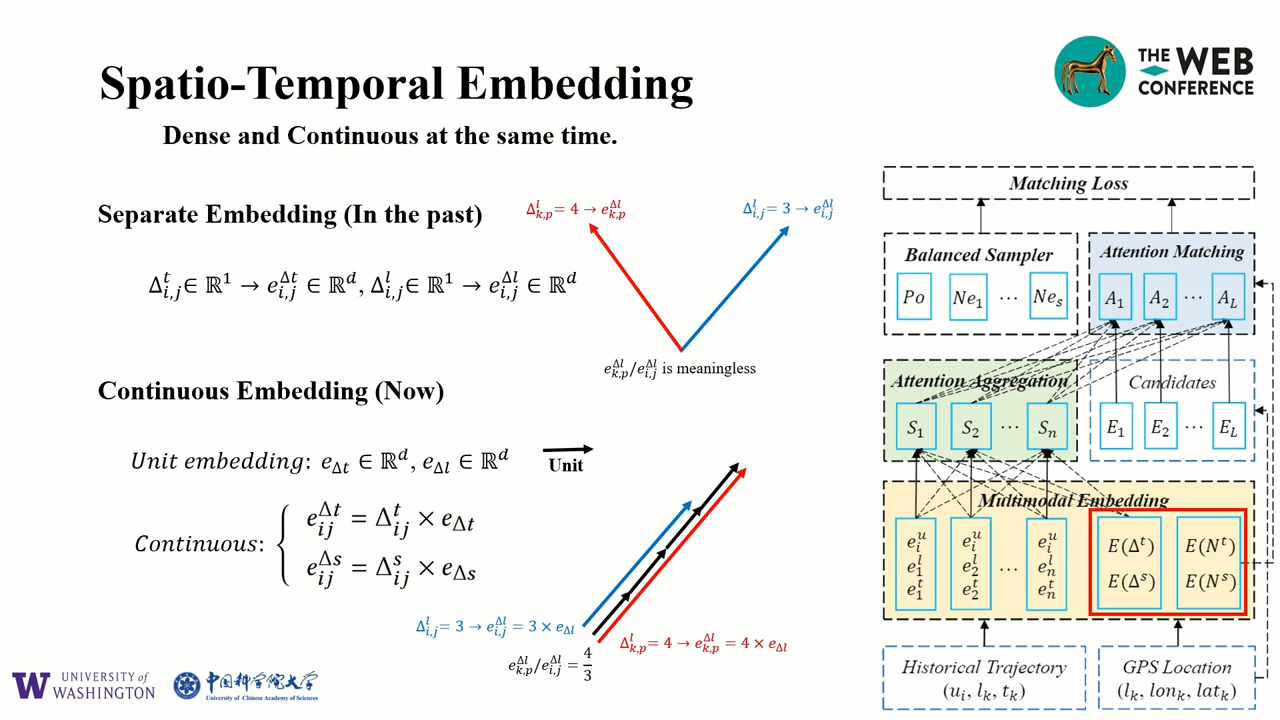 Spatio-Temporal Embedding
Dense and Continuous at the same time.
THE WEB
CONFERENCE
Separate Embedding (In the past)
Δ^l_{k,p} = 4 → e^{Δl}_{k,p}
Δ^l_{i,j} = 3 → e^{Δl}_{i,j}
Δ^t_{i,j} ∈ ℝ^1 → e^{Δt}_{i,j} ∈ ℝ^d, Δ^l_{i,j} ∈ ℝ^1 → e^{Δl}_{i,j} ∈ ℝ^d
e^{Δl}_{k,p}/e^{Δl}_{i,j} is meaningless
Continuous Embedding (Now)
Unit embedding: e_{Δt} ∈ ℝ^d, e_{Δl} ∈ ℝ^d
Unit
Continuous: { e^{Δt}_{ij} = Δ^t_{ij} × e_{Δt}
e^{Δs}_{ij} = Δ^s_{ij} × e_{Δs}
Δ^l_{i,j} = 3 → e^{Δl}_{i,j} = 3 × e_{Δl}
Δ^l_{k,p} = 4 → e^{Δl}_{k,p} = 4 × e_{Δl}
e^{Δl}_{k,p}/e^{Δl}_{i,j} = 4/3
Matching Loss
Balanced Sampler
Po Ne_1 ⋯ Ne_s
Attention Matching
A_1 A_2 ⋯ A_L
Attention Aggregation
S_1 S_2 ⋯ S_n
Candidates
E_1 E_2 ⋯ E_L
Multimodal Embedding
e^u_i e^u_i ⋯ e^u_i E(Δ^t) E(N^t)
e^l_1 e^l_2 e^l_n
e^t_1 e^t_2 e^t_n E(Δ^s) E(N^s)
Historical Trajectory
(u_i, l_k, t_k)
GPS Location
(l_k, lon_k, lat_k)
W UNIVERSITY of
WASHINGTON
中国科学院大学
University of Chinese Academy of Sciences